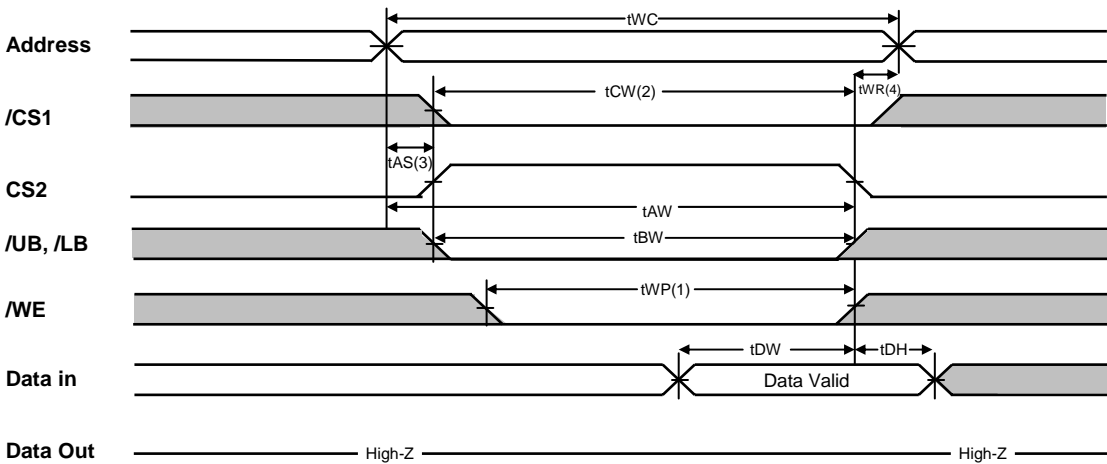 tWC
Address
tCW(2)
tWR(4)
/CS1
tAS(3)
CS2
tAW
/UB, /LB
tBW
tWP(1)
/WE
tDW
tDH
Data in
Data Valid
Data Out
High-Z
High-Z